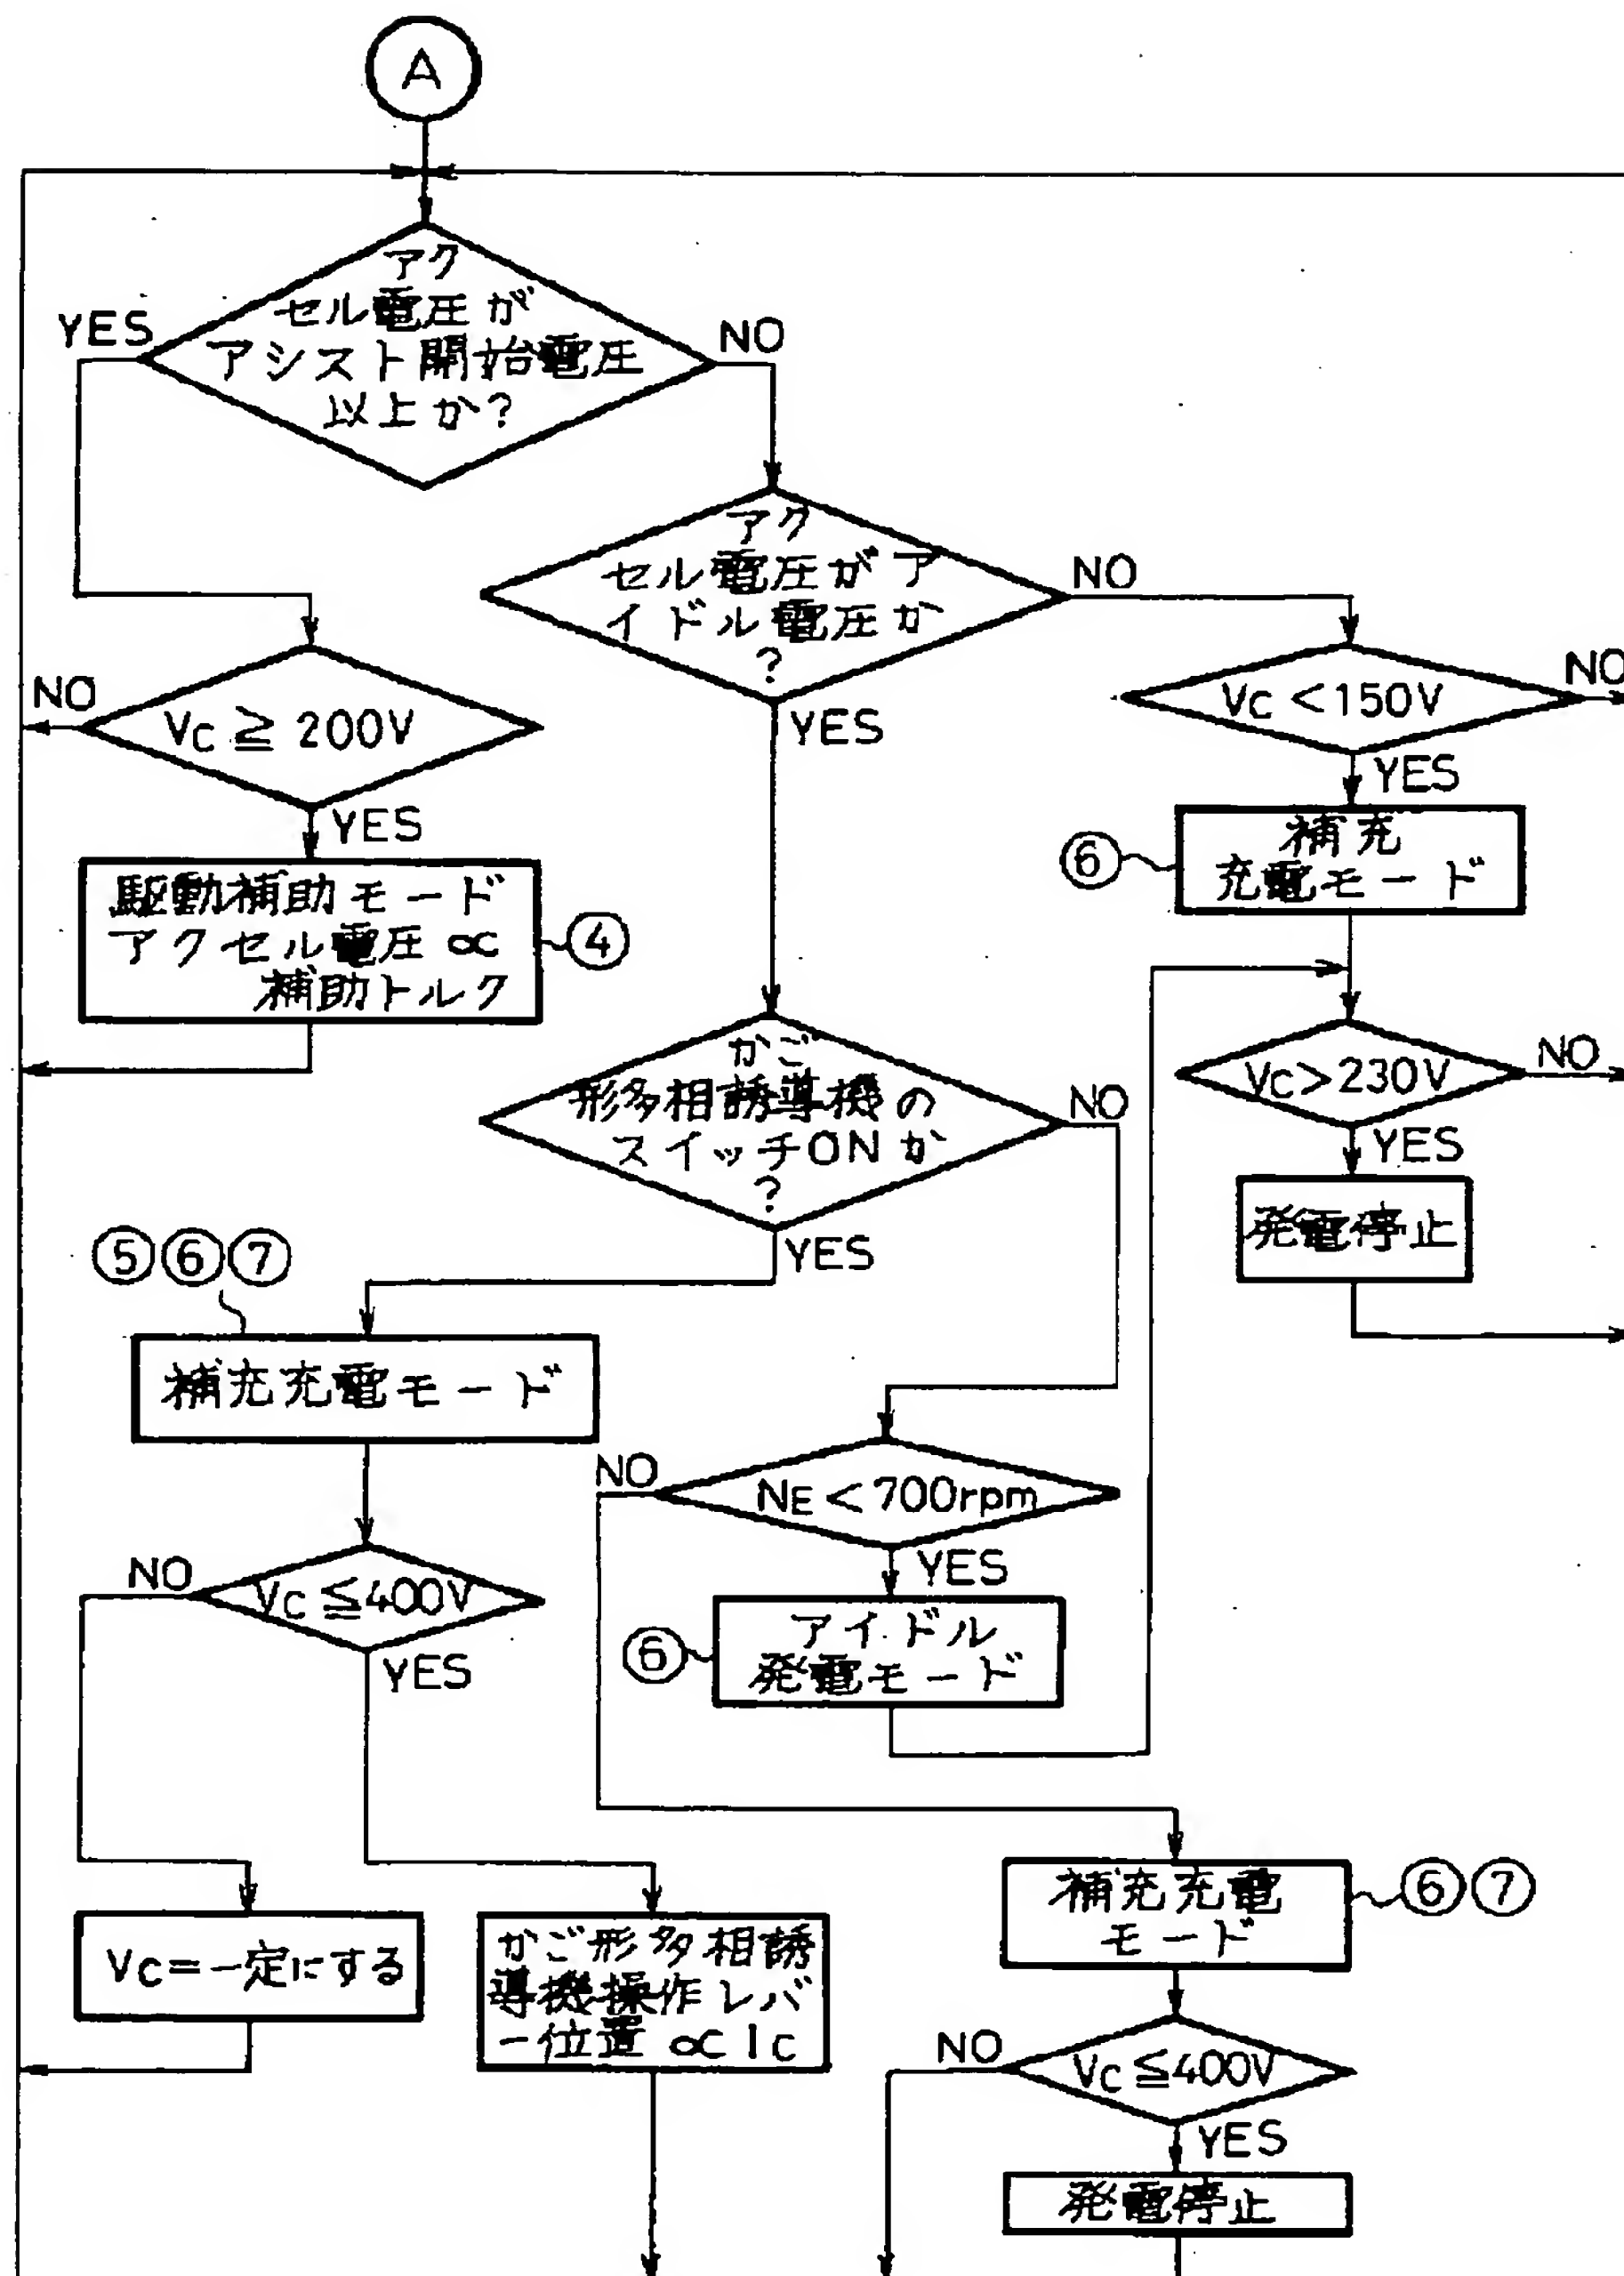 A
アク
セル電圧が
アシスト開始電圧
以上か?
YES
NO
アク
セル電圧がア
イドル電圧か
?
NO
YES
NO
VC ≧ 200V
YES
VC < 150V
NO
YES
駆動補助モード
アクセル電圧 ∝
補助トルク
④
⑥
補充
充電モード
かご
形多相誘導機の
スイッチONか
?
NO
YES
VC > 230V
NO
YES
発電停止
⑤⑥⑦
補充充電モード
NO
NE < 700rpm
YES
NO
VC ≦ 400V
YES
⑥
アイドル
発電モード
VC = 一定にする
かご形多相誘
導機操作レバ
ー位置 ∝ Ic
補充充電
モード
⑥⑦
NO
VC ≦ 400V
YES
発電停止